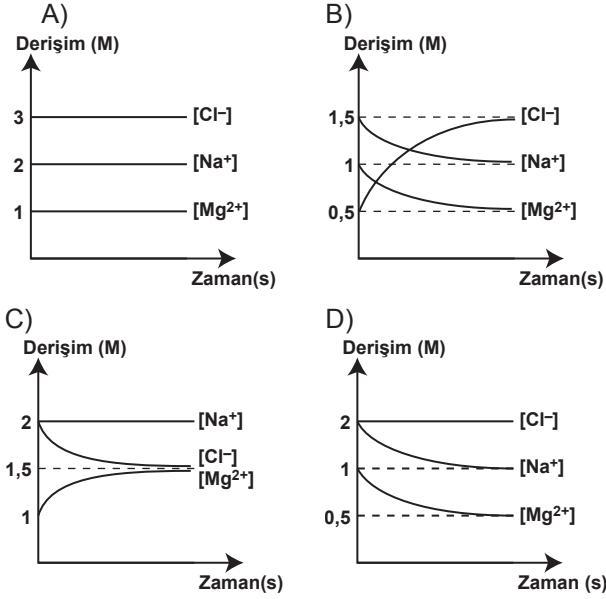 A)
Derişim (M)
3
[Cl⁻]
2
[Na⁺]
1
[Mg²⁺]
Zaman(s)
B)
Derişim (M)
1,5
[Cl⁻]
1
[Na⁺]
0,5
[Mg²⁺]
Zaman(s)
C)
Derişim (M)
2
[Na⁺]
[Cl⁻]
1,5
[Mg²⁺]
1
Zaman(s)
D)
Derişim (M)
2
[Cl⁻]
1
[Na⁺]
0,5
[Mg²⁺]
Zaman (s)